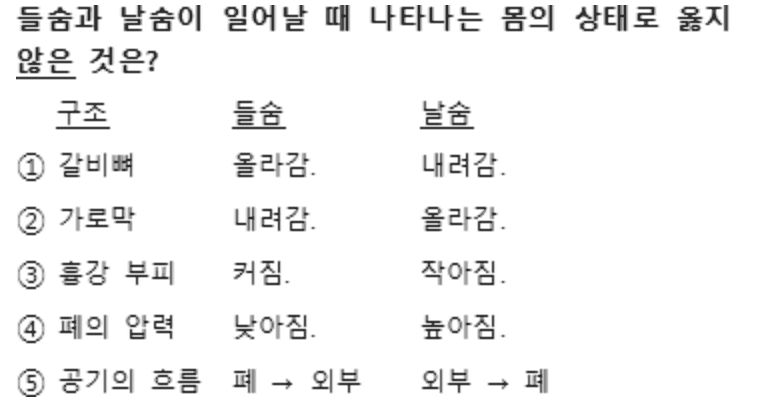 들숨과 날숨이 일어날 때 나타나는 몸의 상태로 옳지
않은 것은?
구조 들숨 날숨
① 갈비뼈 올라감. 내려감.
② 가로막 내려감. 올라감.
③ 흉강 부피 커짐. 작아짐.
④ 폐의 압력 낮아짐. 높아짐.
⑤ 공기의 흐름 폐 → 외부 외부 → 폐